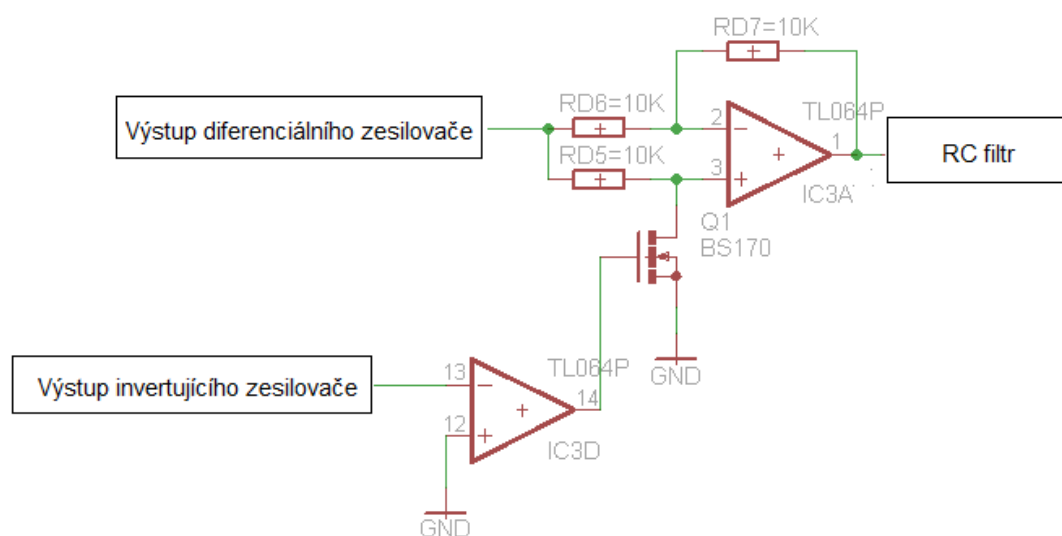 RD7=10K
Výstup diferenciálního zesilovače
RD6=10K
RD5=10K
2
3
TL064P
1
IC3A
RC filtr
Q1
BS170
GND
Výstup invertujícího zesilovače
13
12
TL064P
14
IC3D
GND